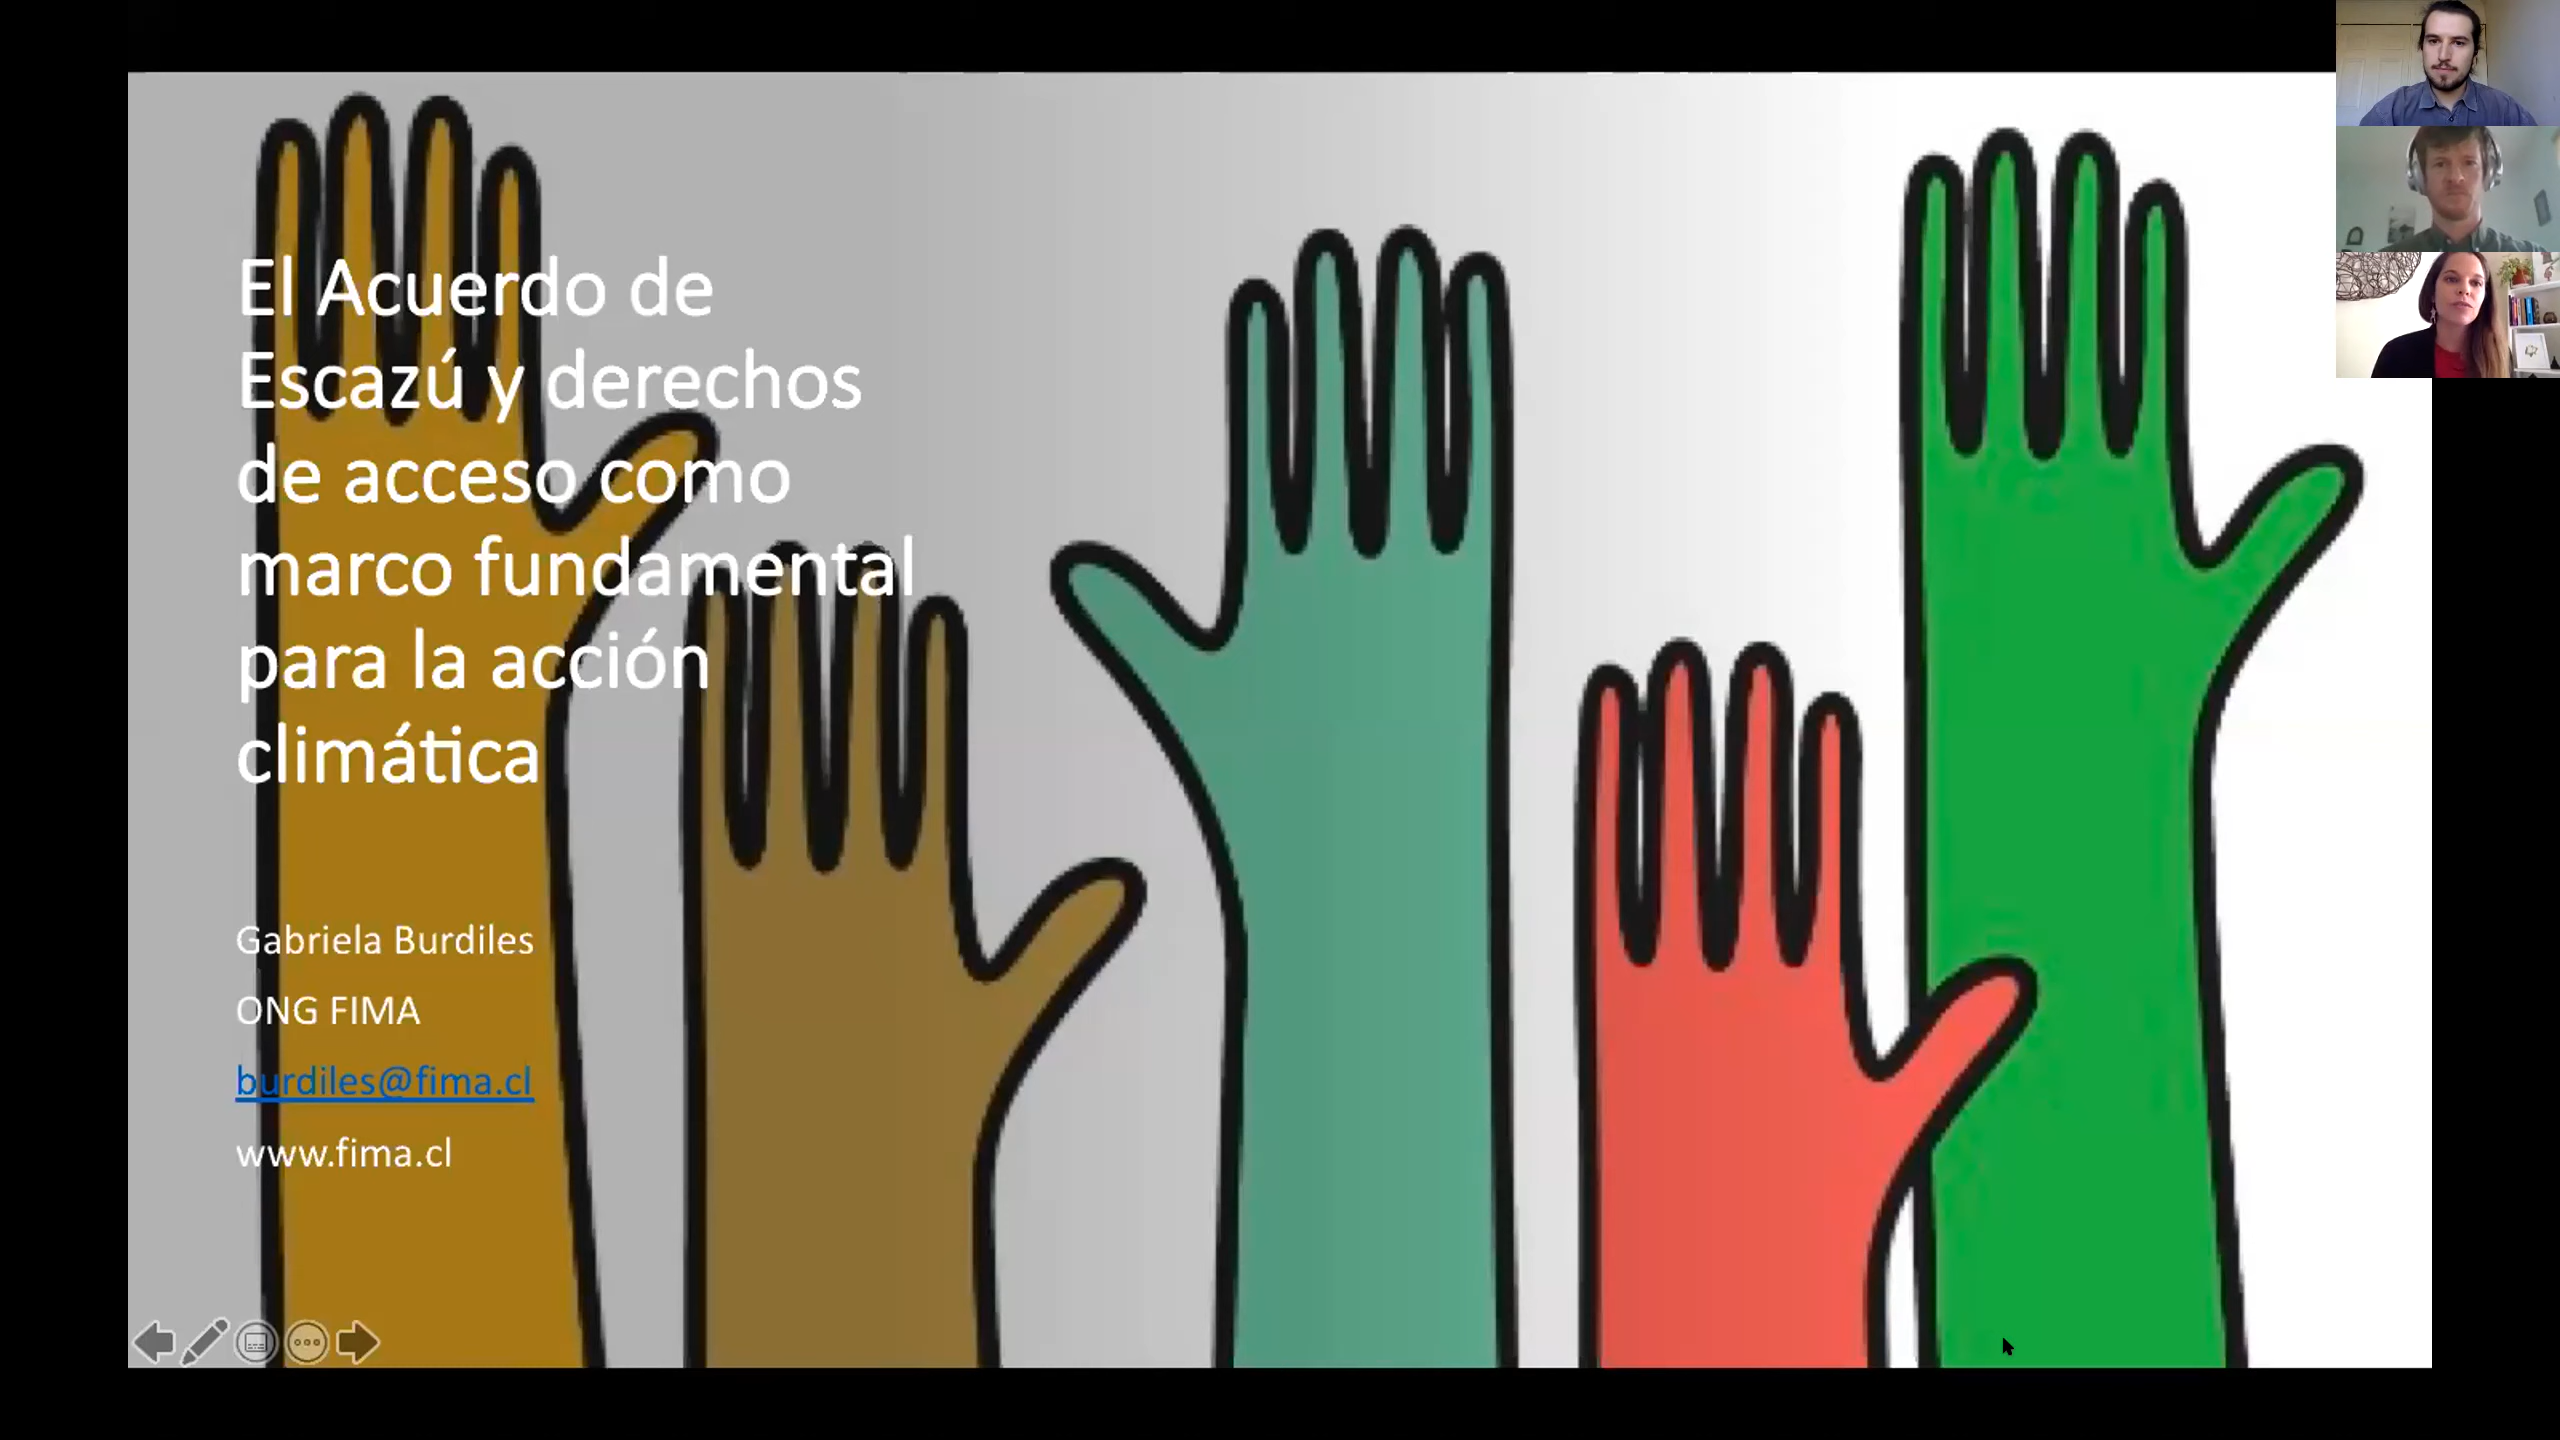 El Acuerdo de
Escazú y derechos
de acceso como
marco fundamental
para la acción
climática
Gabriela Burdiles
ONG FIMA
burdiles@fima.cl
www.fima.cl